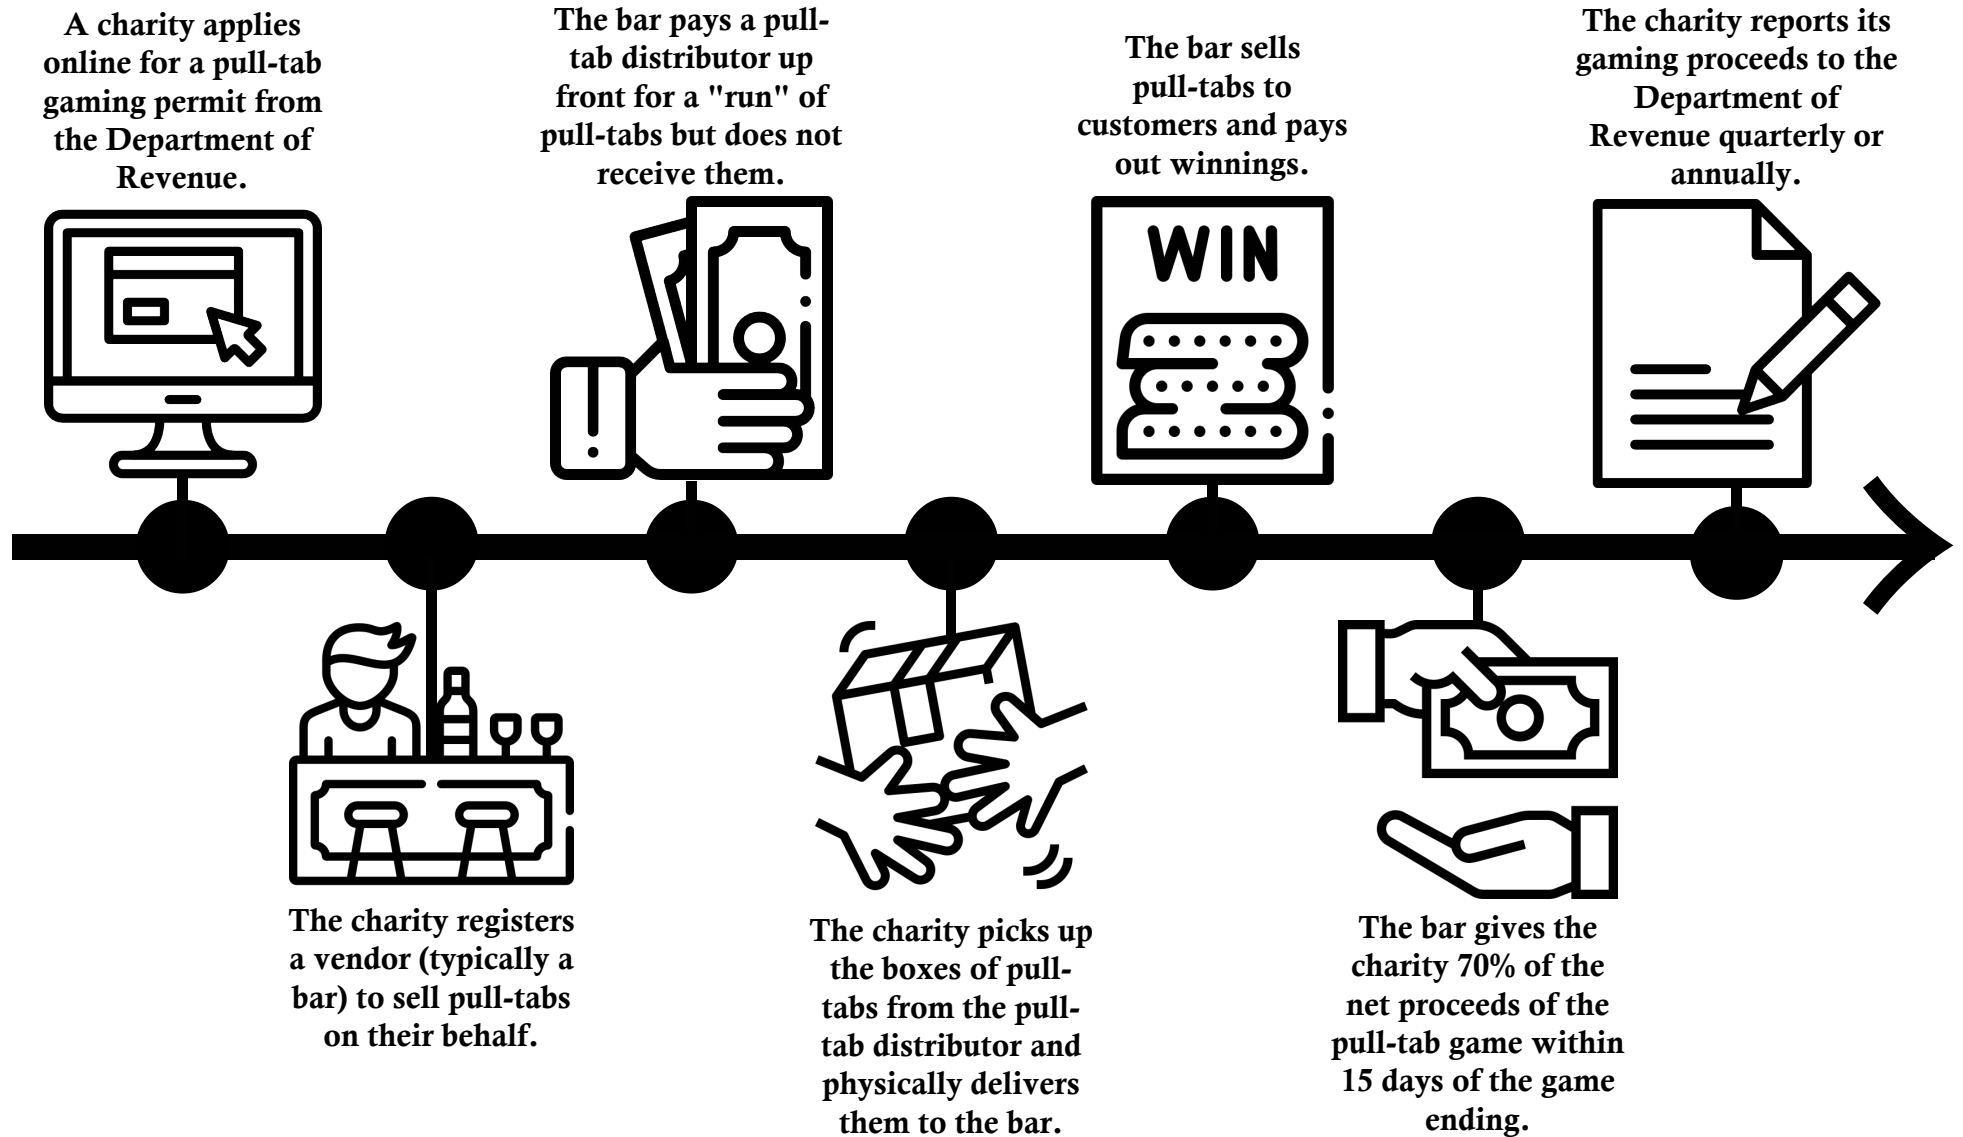 A charity applies
online for a pull-tab
gaming permit from
the Department of
Revenue.
The charity registers
a vendor (typically a
bar) to sell pull-tabs
on their behalf.
The bar pays a pull-
tab distributor up
front for a "run" of
pull-tabs but does not
receive them.
The charity picks up
the boxes of pull-
tabs from the pull-
tab distributor and
physically delivers
them to the bar.
The bar sells
pull-tabs to
customers and pays
out winnings.
WIN
The bar gives the
charity 70% of the
net proceeds of the
pull-tab game within
15 days of the game
ending.
The charity reports its
gaming proceeds to the
Department of
Revenue quarterly or
annually.